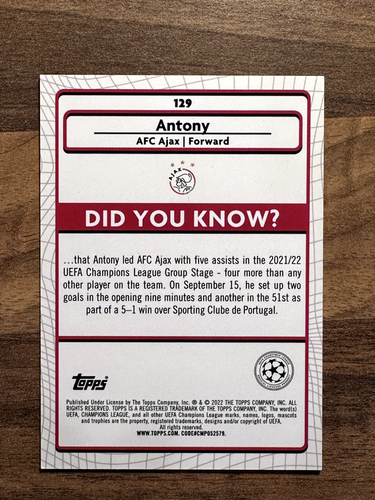 129
Antony
AFC Ajax | Forward
AJAX
DID YOU KNOW?
...that Antony led AFC Ajax with five assists in the 2021/22
UEFA Champions League Group Stage - four more than any
other player on the team. On September 15, he set up two
goals in the opening nine minutes and another in the 51st as
part of a 5–1 win over Sporting Clube de Portugal.
Topps
Published Under License by The Topps Company, Inc. ® & © 2022 THE TOPPS COMPANY, INC. ALL
RIGHTS RESERVED. TOPPS IS A REGISTERED TRADEMARK OF THE TOPPS COMPANY, INC. The word(s)
UEFA, CHAMPIONS LEAGUE, and all other UEFA Champions League marks, names, logos, mascots
and trophies are the property, registered trademarks, designs and/or copyright of UEFA.
All rights reserved.
WWW.TOPPS.COM. CODE#CMP052579.